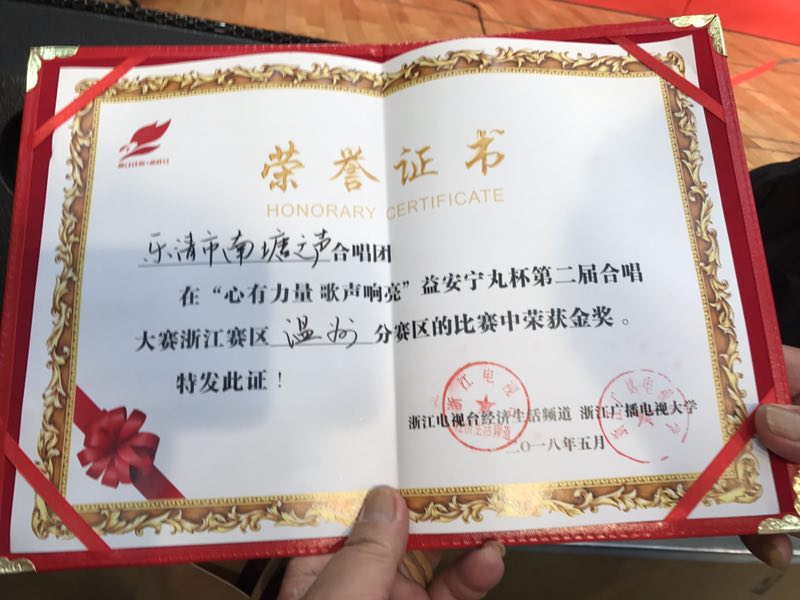 荣誉证书
HONORARY CERTIFICATE
乐清市南塘之声合唱团
在“心有力量 歌声响亮”益安宁丸杯第二届合唱
大赛浙江赛区 温州 分赛区的比赛中荣获金奖。
特发此证！
浙江电视台经济生活频道 浙江广播电视大学
二〇一八年五月